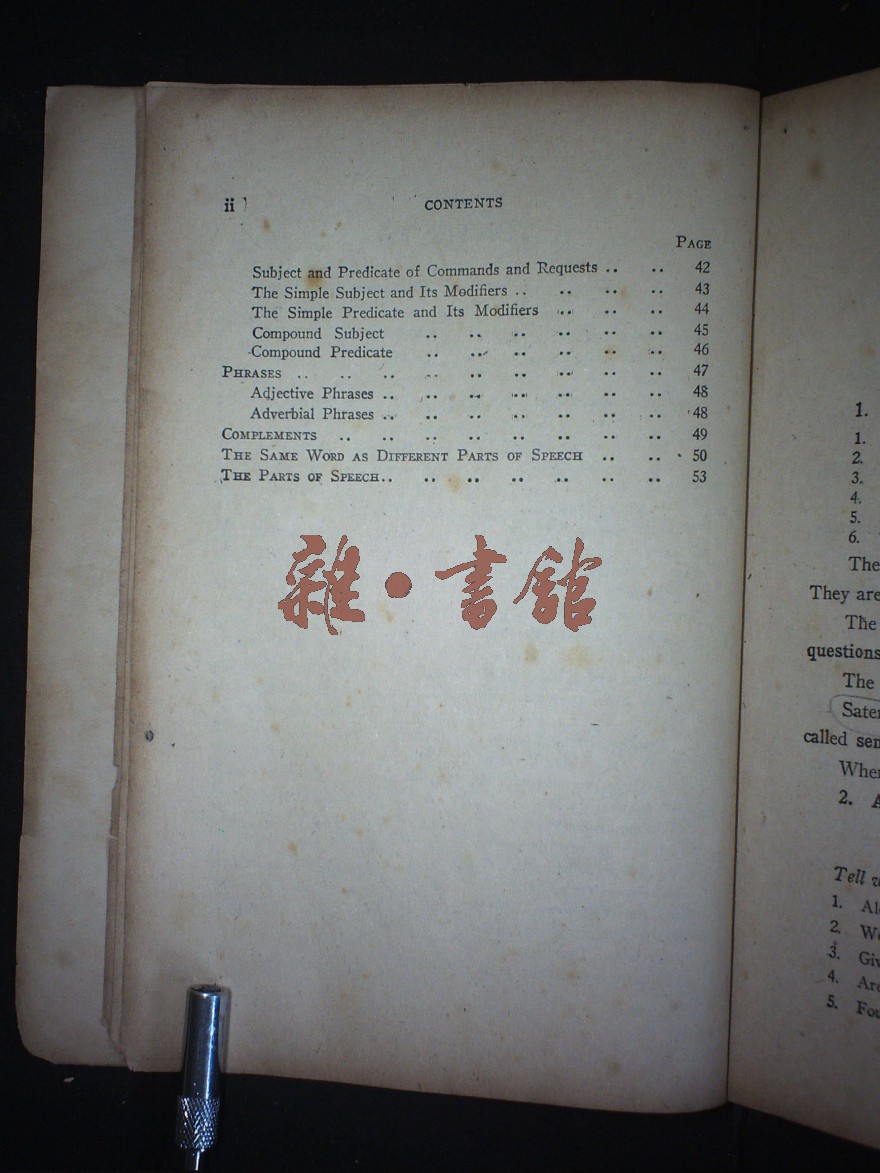 ii
CONTENTS
PAGE
Subject and Predicate of Commands and Requests .. .. 42
The Simple Subject and Its Modifiers .. .. .. .. 43
The Simple Predicate and Its Modifiers .. .. .. 44
Compound Subject .. .. .. .. .. .. 45
Compound Predicate .. .. .. .. .. .. 46
PHRASES .. .. .. .. .. .. .. .. .. 47
Adjective Phrases .. .. .. .. .. .. .. 48
Adverbial Phrases .. .. .. .. .. .. .. 48
COMPLEMENTS .. .. .. .. .. .. .. .. 49
THE SAME WORD AS DIFFERENT PARTS OF SPEECH .. .. 50
THE PARTS OF SPEECH.. .. .. .. .. .. .. 53
雜·書館
1.
1.
2.
3.
4.
5.
6.
The
They are
The
questions
The
called
2.
Tell
1.
2.
3.
4.
5.